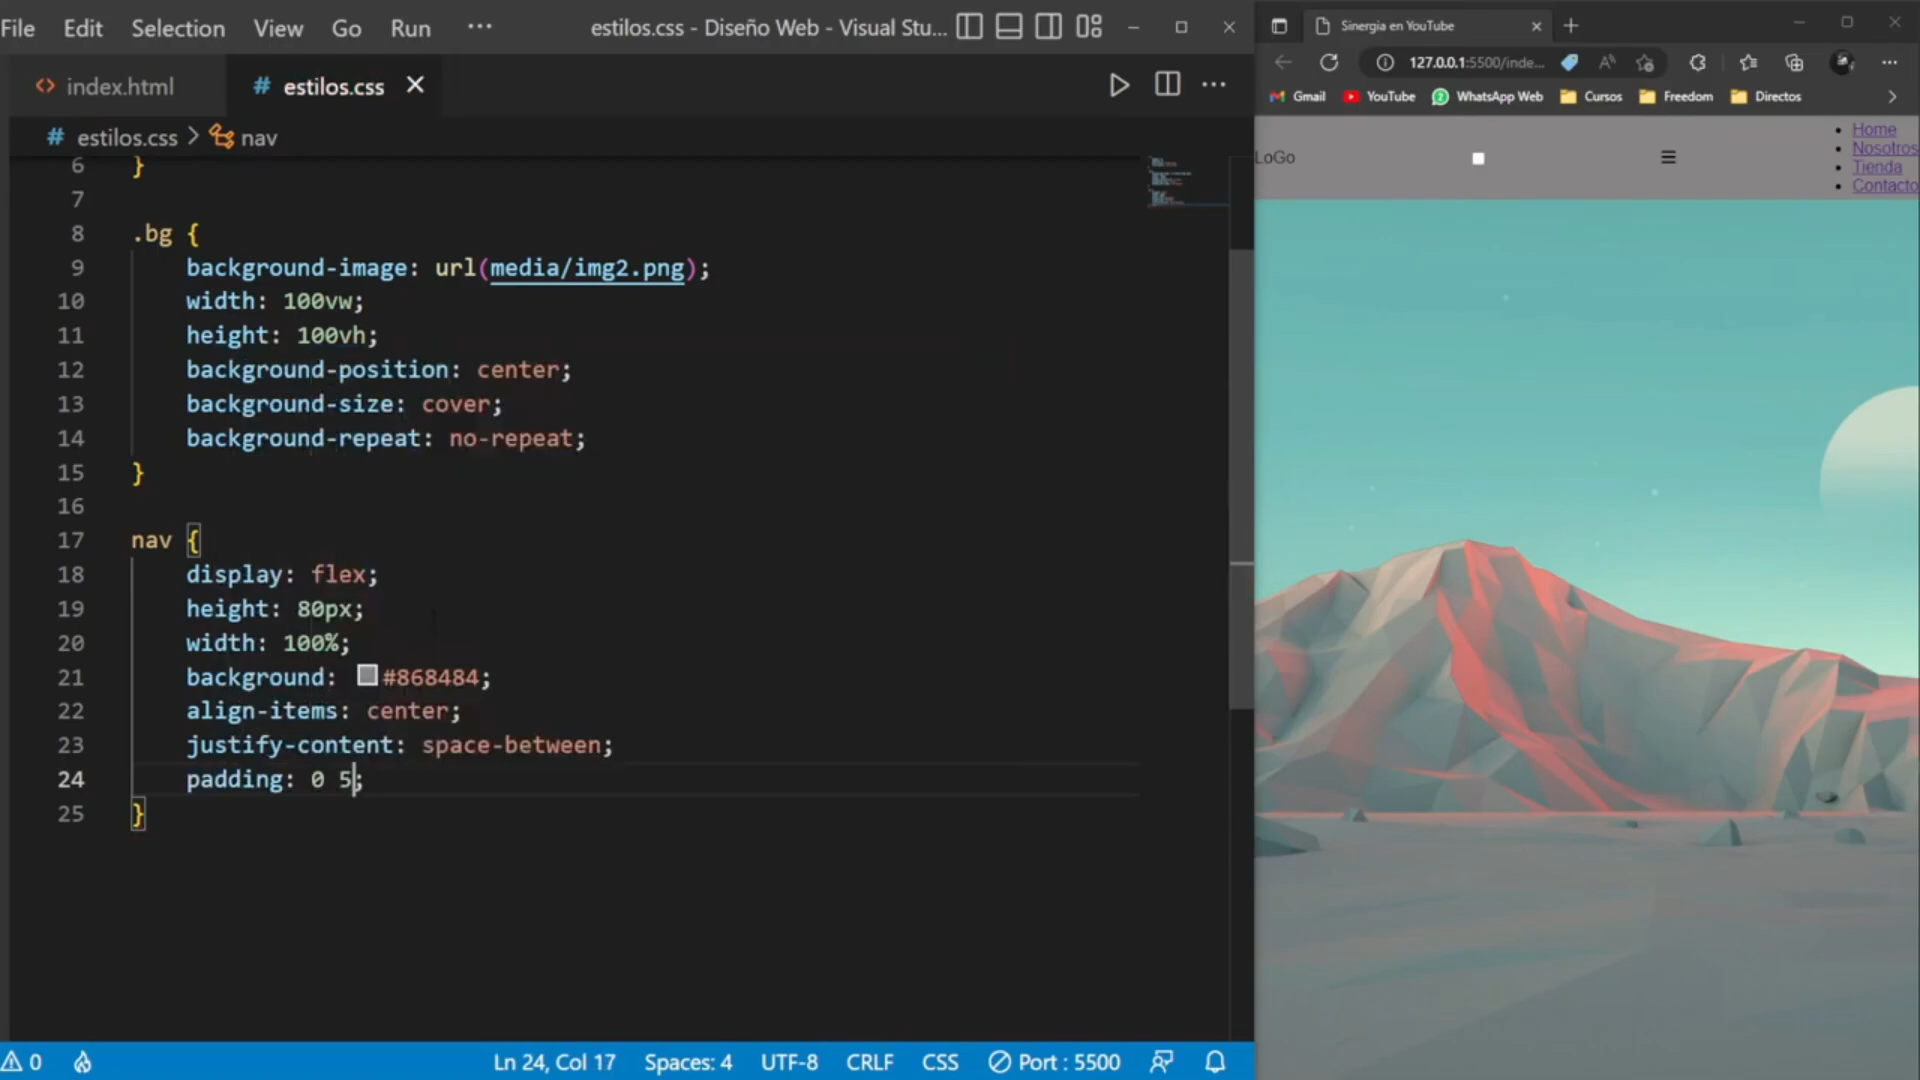 File Edit Selection View Go Run ···
estilos.css - Diseño Web - Visual Stu...
index.html
# estilos.css
# estilos.css > nav
6 }
7
8 .bg {
9 background-image: url(media/img2.png);
10 width: 100vw;
11 height: 100vh;
12 background-position: center;
13 background-size: cover;
14 background-repeat: no-repeat;
15 }
16
17 nav {
18 display: flex;
19 height: 80px;
20 width: 100%;
21 background: #868484;
22 align-items: center;
23 justify-content: space-between;
24 padding: 0 5;
25 }
0
Ln 24, Col 17 Spaces: 4 UTF-8 CRLF CSS Port : 5500
Sinergia en YouTube
127.0.0.1:5500/inde...
Gmail YouTube WhatsApp Web Cursos Freedom Directos
LoGo
Home
Nosotros
Tienda
Contacto